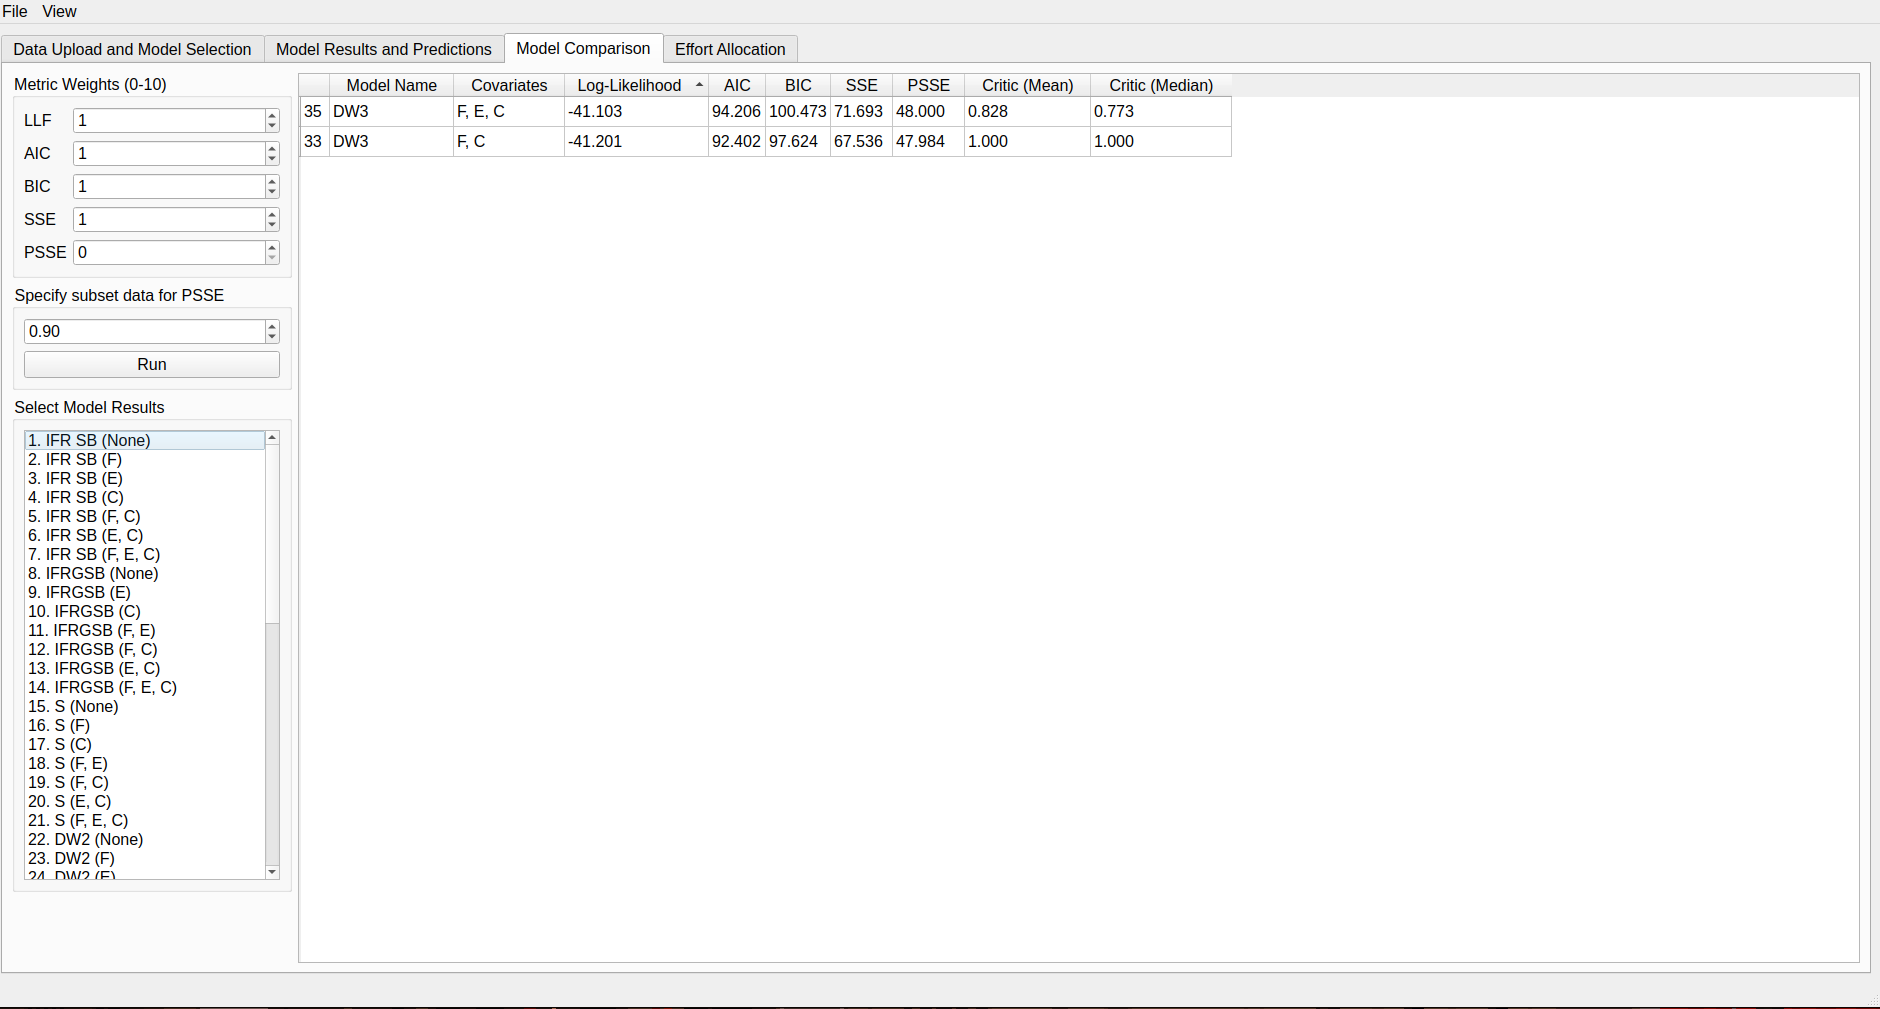 File View
Data Upload and Model Selection Model Results and Predictions Model Comparison Effort Allocation
Metric Weights (0-10)
LLF 1
AIC 1
BIC 1
SSE 1
PSSE 0
Specify subset data for PSSE
0.90
Run
Select Model Results
1. IFR SB (None)
2. IFR SB (F)
3. IFR SB (E)
4. IFR SB (C)
5. IFR SB (F, C)
6. IFR SB (E, C)
7. IFR SB (F, E, C)
8. IFRGSB (None)
9. IFRGSB (E)
10. IFRGSB (C)
11. IFRGSB (F, E)
12. IFRGSB (F, C)
13. IFRGSB (E, C)
14. IFRGSB (F, E, C)
15. S (None)
16. S (F)
17. S (C)
18. S (F, E)
19. S (F, C)
20. S (E, C)
21. S (F, E, C)
22. DW2 (None)
23. DW2 (F)
24. DW2 (E)
Model Name Covariates Log-Likelihood AIC BIC SSE PSSE Critic (Mean) Critic (Median)
35 DW3 F, E, C -41.103 94.206 100.473 71.693 48.000 0.828 0.773
33 DW3 F, C -41.201 92.402 97.624 67.536 47.984 1.000 1.000